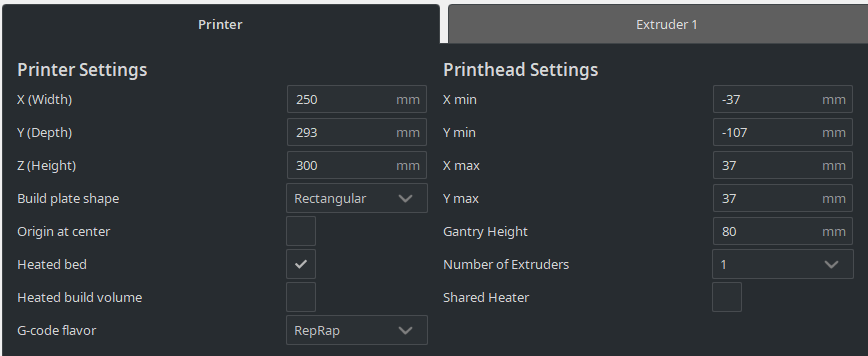 Printer
Extruder 1
Printer Settings
X (Width) 250 mm
Y (Depth) 293 mm
Z (Height) 300 mm
Build plate shape Rectangular
Origin at center
Heated bed
Heated build volume
G-code flavor RepRap
Printhead Settings
X min -37 mm
Y min -107 mm
X max 37 mm
Y max 37 mm
Gantry Height 80 mm
Number of Extruders 1
Shared Heater